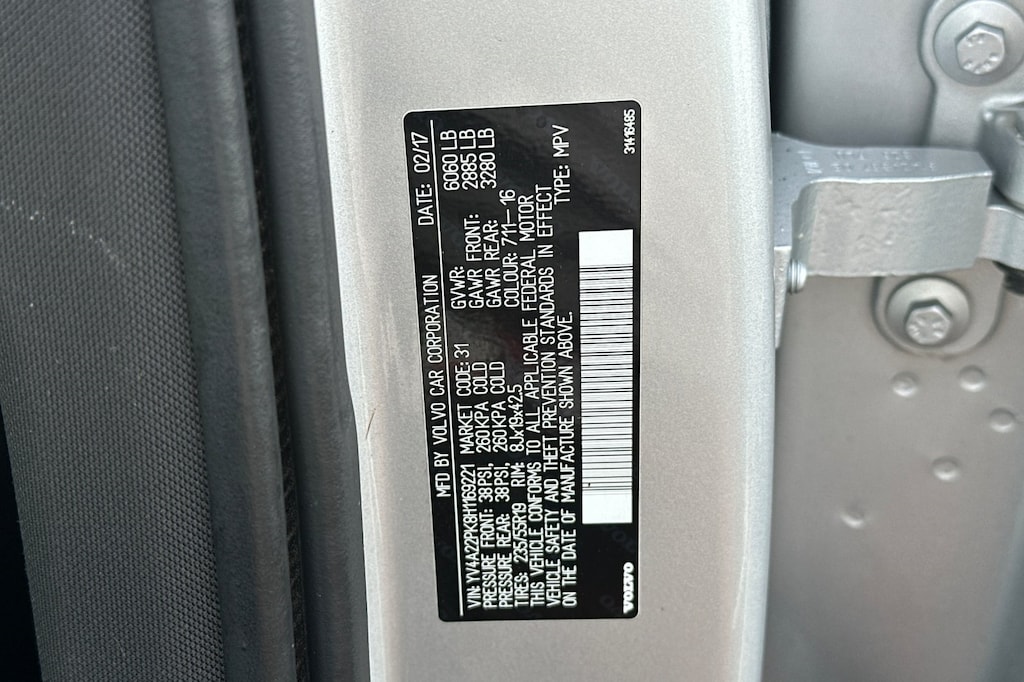 MFD BY VOLVO CAR CORPORATION DATE: 02/17
VIN: YV4A22PK8H1169221 MARKET CODE: 31 GVWR: 6060 LB
PRESSURE FRONT: 38PSI, 260KPA COLD GAWR FRONT: 2885 LB
PRESSURE REAR: 38PSI, 260KPA COLD GAWR REAR: 3280 LB
TIRES: 235/55R19 RIM: 8Jx19x42.5 COLOUR: 711-16
THIS VEHICLE CONFORMS TO ALL APPLICABLE FEDERAL MOTOR
VEHICLE SAFETY AND THEFT PREVENTION STANDARDS IN EFFECT
ON THE DATE OF MANUFACTURE SHOWN ABOVE. TYPE: MPV
VOLVO 31416485